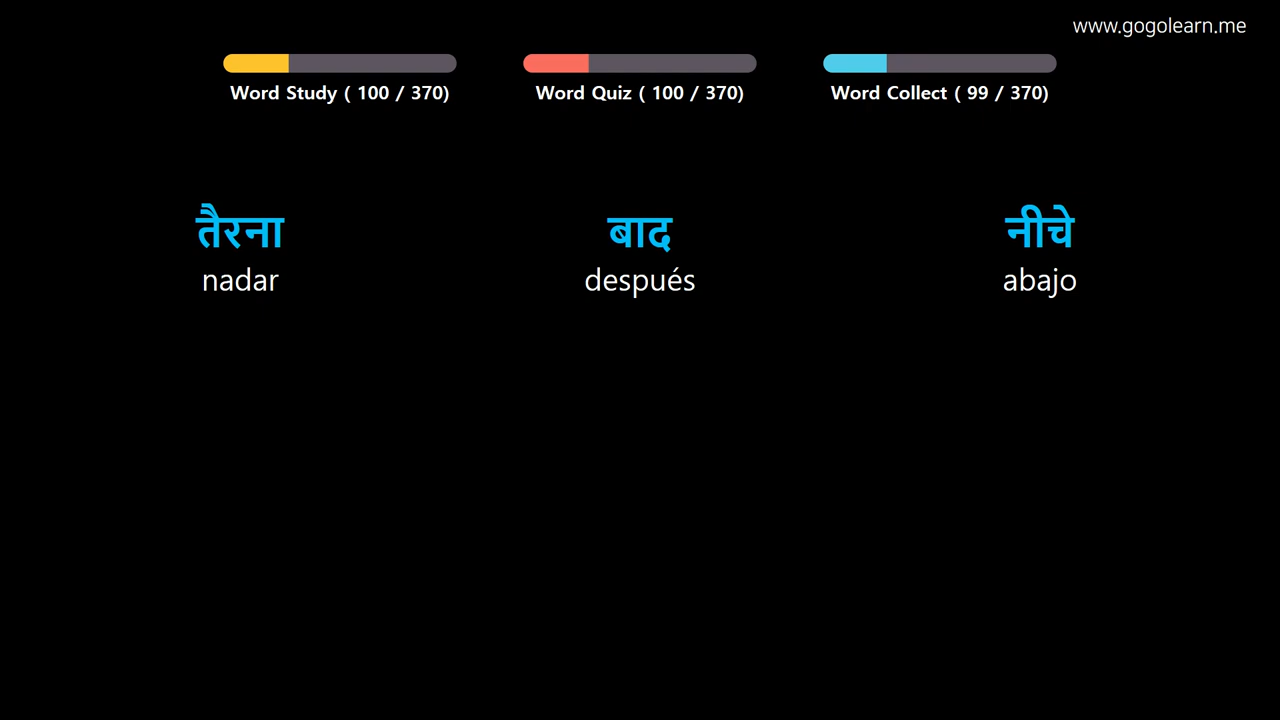 www.gogolearn.me
Word Study ( 100 / 370)
Word Quiz ( 100 / 370)
Word Collect ( 99 / 370)
तैरना
nadar
बाद
después
नीचे
abajo